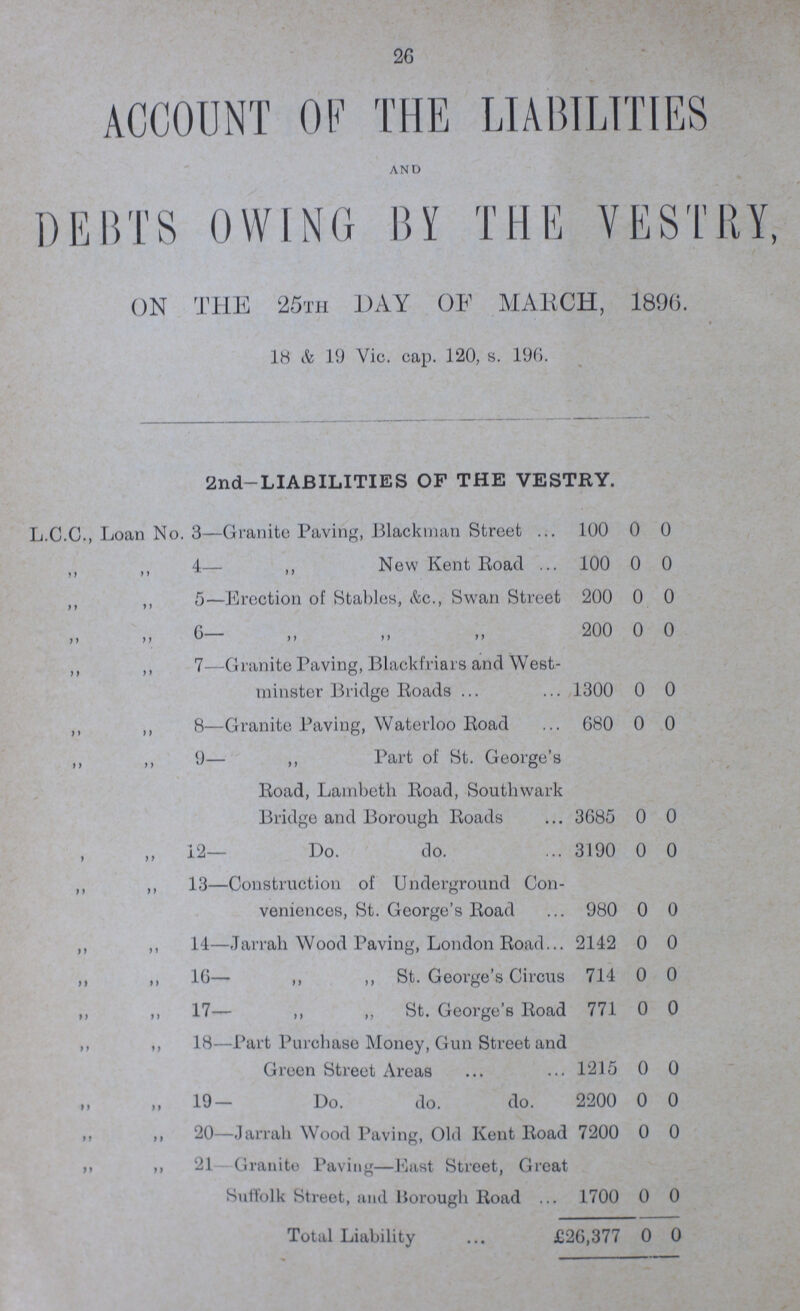 26
ACCOUNT OF THE LIABILITIES
AND
DEBTS OWING BY THE VESTRY,
ON THE 25TH DAY OF MARCH, 1896.
18 & 19 Vic. cap. 120, s. 196.
2nd—LIABILITIES OF THE VESTRY.
L.C.C., Loan No. 3—Granite Paving, Blackman Street ... 100 0 0
,, ,, 4— ,, New Kent Road ... 100 0 0
,, ,, 5—Erection of Stables, &c., Swan Street 200 0 0
,, ,, 6— ,, ,, ,, 200 0 0
,, ,, 7—Granite Paving, Blackfriars and West-
minster Bridge Roads ... ... 1300 0 0
,, ,, 8—Granite Paving, Waterloo Road ... 680 0 0
,, ,, 9— ,, Part of St. George's
Road, Lambeth Road, Southwark
Bridge and Borough Roads ... 3685 0 0
, ,, 12— Do. do. ... 3190 0 0
,, ,, 13—Construction of Underground Con-
veniences, St. George's Road ... 980 0 0
,, ,, 14—Jarrah Wood Paving, London Road... 2142 0 0
,, ,, 16— ,, ,, St. George's Circus 714 0 0
,, ,, 17— ,, ,, St. George's Road 771 0 0
,, ,, 18—Part Purchase Money, Gun Street and
Green Street Areas ... ... 1215 0 0
,, ,, 19— Do. do. do. 2200 0 0
,, ,, 20—Jarrah Wood Paving, Old Kent Road 7200 0 0
,, ,, 21 Granite Paving—East Street, Great
Suffolk Street, and Borough Road ... 1700 0 0
Total Liability ... £26,377 0 0